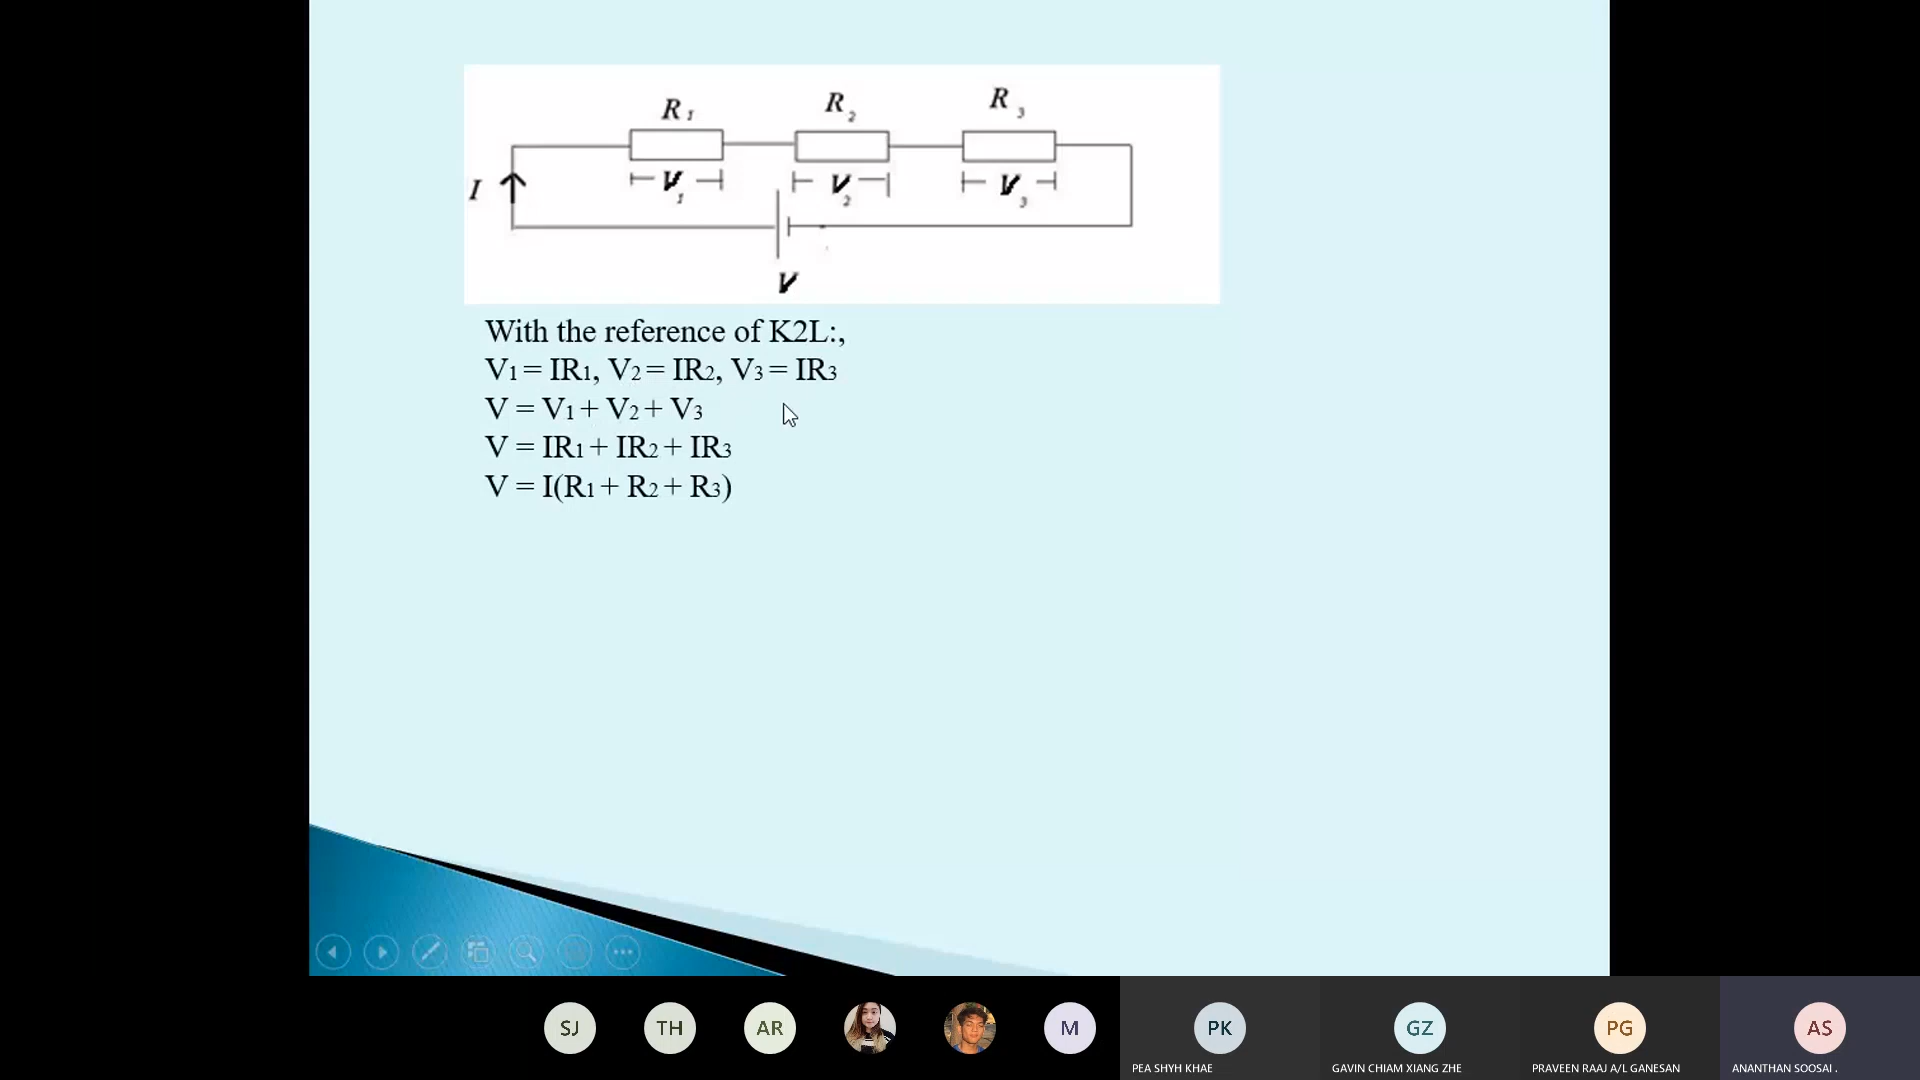 R1 R2 R3
I V1 V2 V3
V
With the reference of K2L:,
V1 = IR1, V2 = IR2, V3 = IR3
V = V1 + V2 + V3
V = IR1 + IR2 + IR3
V = I(R1 + R2 + R3)
SJ TH AR M PK GZ PG AS
PEA SHYH KHAE GAVIN CHIAM XIANG ZHE PRAVEEN RAAJ A/L GANESAN ANANTHAN SOOSAI .